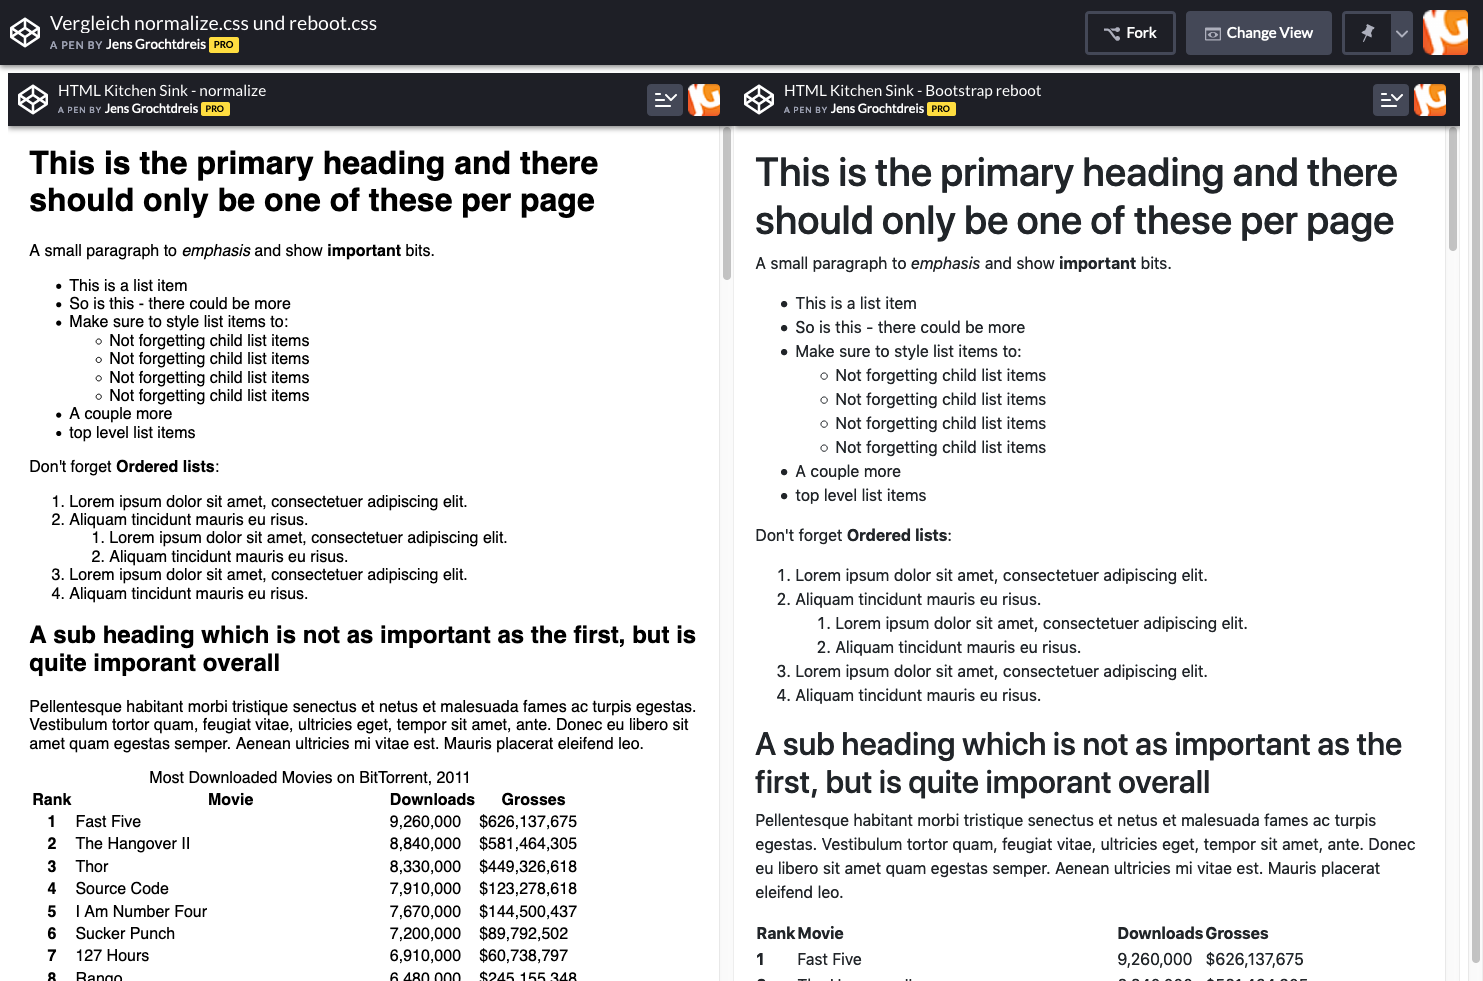 Vergleich normalize.css und reboot.css
A PEN BY Jens Grochtdreis PRO
Fork
Change View
HTML Kitchen Sink - normalize
A PEN BY Jens Grochtdreis PRO
This is the primary heading and there
should only be one of these per page
A small paragraph to emphasis and show important bits.
This is a list item
So is this - there could be more
Make sure to style list items to:
Not forgetting child list items
Not forgetting child list items
Not forgetting child list items
Not forgetting child list items
A couple more
top level list items
Don't forget Ordered lists:
1. Lorem ipsum dolor sit amet, consectetuer adipiscing elit.
2. Aliquam tincidunt mauris eu risus.
1. Lorem ipsum dolor sit amet, consectetuer adipiscing elit.
2. Aliquam tincidunt mauris eu risus.
3. Lorem ipsum dolor sit amet, consectetuer adipiscing elit.
4. Aliquam tincidunt mauris eu risus.
A sub heading which is not as important as the first, but is
quite imporant overall
Pellentesque habitant morbi tristique senectus et netus et malesuada fames ac turpis egestas.
Vestibulum tortor quam, feugiat vitae, ultricies eget, tempor sit amet, ante. Donec eu libero sit
amet quam egestas semper. Aenean ultricies mi vitae est. Mauris placerat eleifend leo.
Most Downloaded Movies on BitTorrent, 2011
Rank Movie Downloads Grosses
1 Fast Five 9,260,000 $626,137,675
2 The Hangover II 8,840,000 $581,464,305
3 Thor 8,330,000 $449,326,618
4 Source Code 7,910,000 $123,278,618
5 I Am Number Four 7,670,000 $144,500,437
6 Sucker Punch 7,200,000 $89,792,502
7 127 Hours 6,910,000 $60,738,797
8 Rango 6,480,000 $245,155,348
HTML Kitchen Sink - Bootstrap reboot
A PEN BY Jens Grochtdreis PRO
This is the primary heading and there
should only be one of these per page
A small paragraph to emphasis and show important bits.
This is a list item
So is this - there could be more
Make sure to style list items to:
Not forgetting child list items
Not forgetting child list items
Not forgetting child list items
Not forgetting child list items
A couple more
top level list items
Don't forget Ordered lists:
1. Lorem ipsum dolor sit amet, consectetuer adipiscing elit.
2. Aliquam tincidunt mauris eu risus.
1. Lorem ipsum dolor sit amet, consectetuer adipiscing elit.
2. Aliquam tincidunt mauris eu risus.
3. Lorem ipsum dolor sit amet, consectetuer adipiscing elit.
4. Aliquam tincidunt mauris eu risus.
A sub heading which is not as important as the
first, but is quite imporant overall
Pellentesque habitant morbi tristique senectus et netus et malesuada fames ac turpis
egestas. Vestibulum tortor quam, feugiat vitae, ultricies eget, tempor sit amet, ante. Donec
eu libero sit amet quam egestas semper. Aenean ultricies mi vitae est. Mauris placerat
eleifend leo.
Rank Movie Downloads Grosses
1 Fast Five 9,260,000 $626,137,675